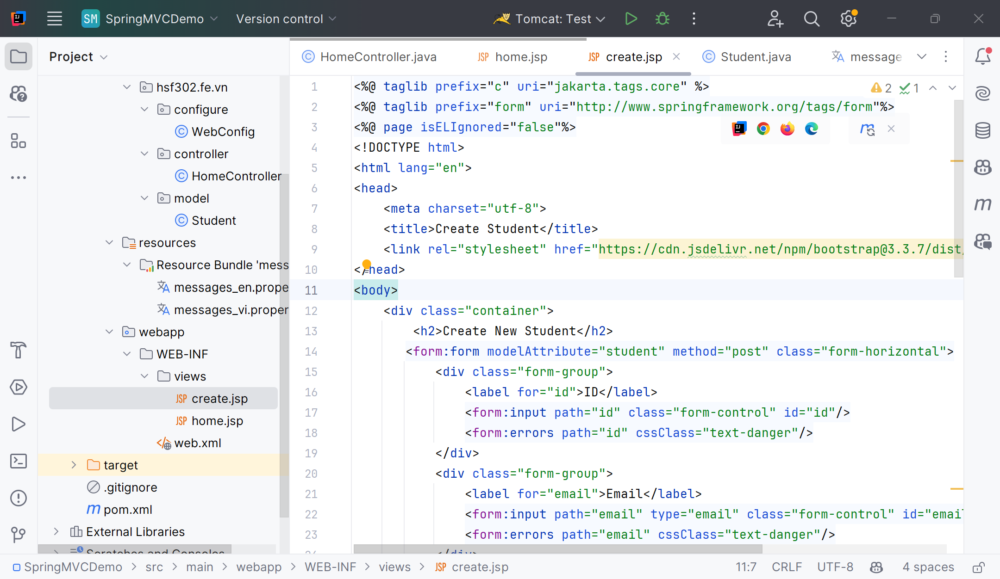 SM SpringMVCDemo Version control Tomcat: Test
Project
hsf302.fe.vn
configure
WebConfig
controller
HomeController
model
Student
resources
Resource Bundle 'mess
messages_en.prope
messages_vi.proper
webapp
WEB-INF
views
JSP create.jsp
JSP home.jsp
web.xml
target
.gitignore
m pom.xml
External Libraries
Scratches and Consoles
HomeController.java JSP home.jsp JSP create.jsp Student.java message
2 1
1 <%@ taglib prefix="c" uri="jakarta.tags.core" %>
2 <%@ taglib prefix="form" uri="http://www.springframework.org/tags/form"%>
3 <%@ page isELIgnored="false"%>
4 <!DOCTYPE html>
5 <html lang="en">
6 <head>
7 <meta charset="utf-8">
8 <title>Create Student</title>
9 <link rel="stylesheet" href="https://cdn.jsdelivr.net/npm/bootstrap@3.3.7/dist/
10 </head>
11 <body>
12 <div class="container">
13 <h2>Create New Student</h2>
14 <form:form modelAttribute="student" method="post" class="form-horizontal">
15 <div class="form-group">
16 <label for="id">ID</label>
17 <form:input path="id" class="form-control" id="id"/>
18 <form:errors path="id" cssClass="text-danger"/>
19 </div>
20 <div class="form-group">
21 <label for="email">Email</label>
22 <form:input path="email" type="email" class="form-control" id="emai
23 <form:errors path="email" cssClass="text-danger"/>
24 </div>
SpringMVCDemo > src > main > webapp > WEB-INF > views > JSP create.jsp
11:7 CRLF UTF-8 4 spaces